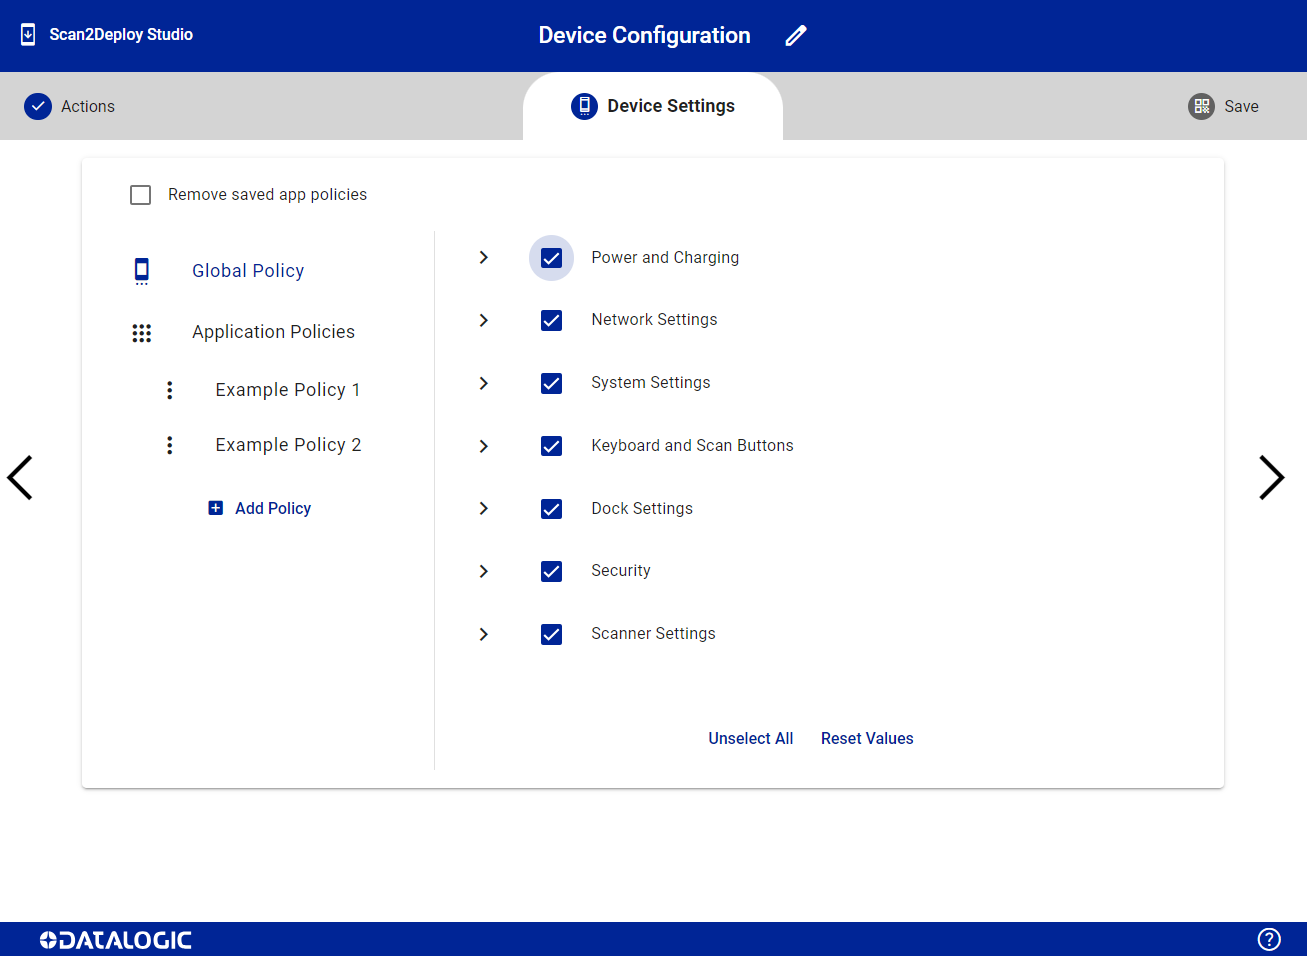 Scan2Deploy Studio
Device Configuration
Actions
Device Settings
Save
Remove saved app policies
Global Policy
Application Policies
Example Policy 1
Example Policy 2
Add Policy
Power and Charging
Network Settings
System Settings
Keyboard and Scan Buttons
Dock Settings
Security
Scanner Settings
Unselect All
Reset Values
DATALOGIC
?